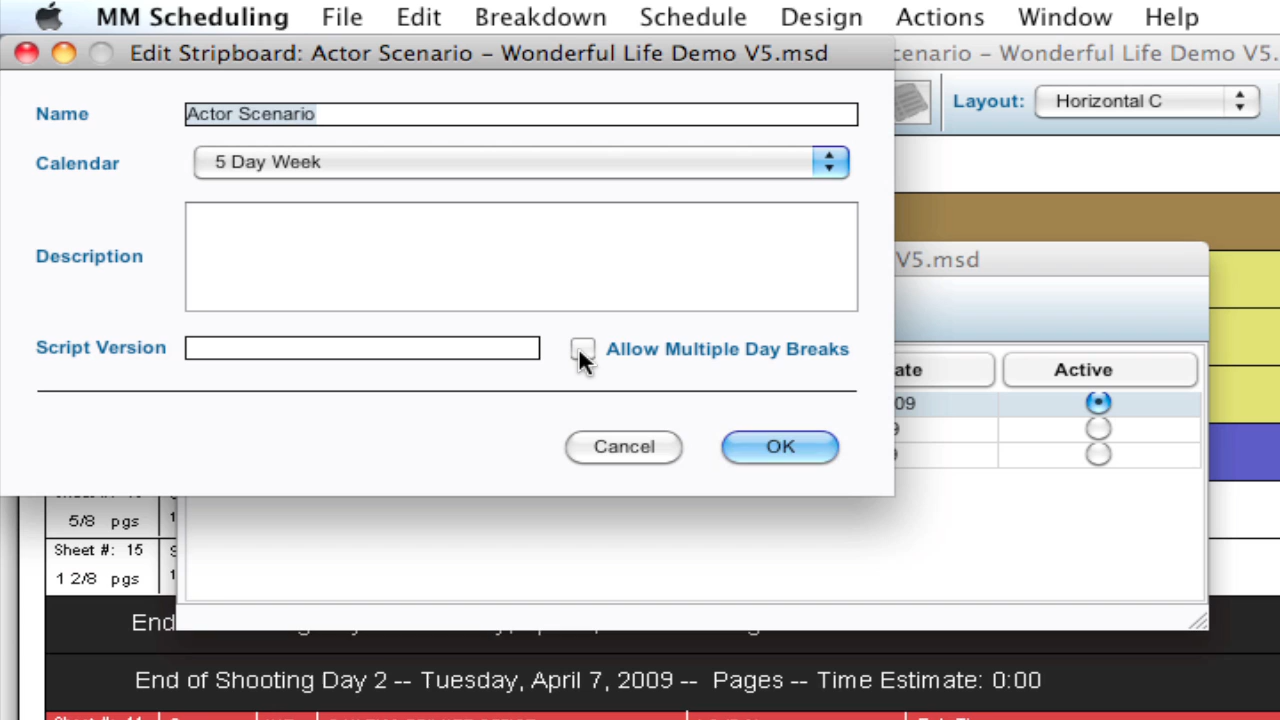 MM Scheduling File Edit Breakdown Schedule Design Actions Window Help
Edit Stripboard: Actor Scenario – Wonderful Life Demo V5.msd
enario – Wonderful Life Demo V5.
Name Actor Scenario
Layout: Horizontal C
Calendar 5 Day Week
Description
V5.msd
Script Version Allow Multiple Day Breaks
ate Active
09
9
9
Cancel OK
5/8 pgs
Sheet #: 15
1 2/8 pgs
End
End of Shooting Day 2 -- Tuesday, April 7, 2009 -- Pages -- Time Estimate: 0:00